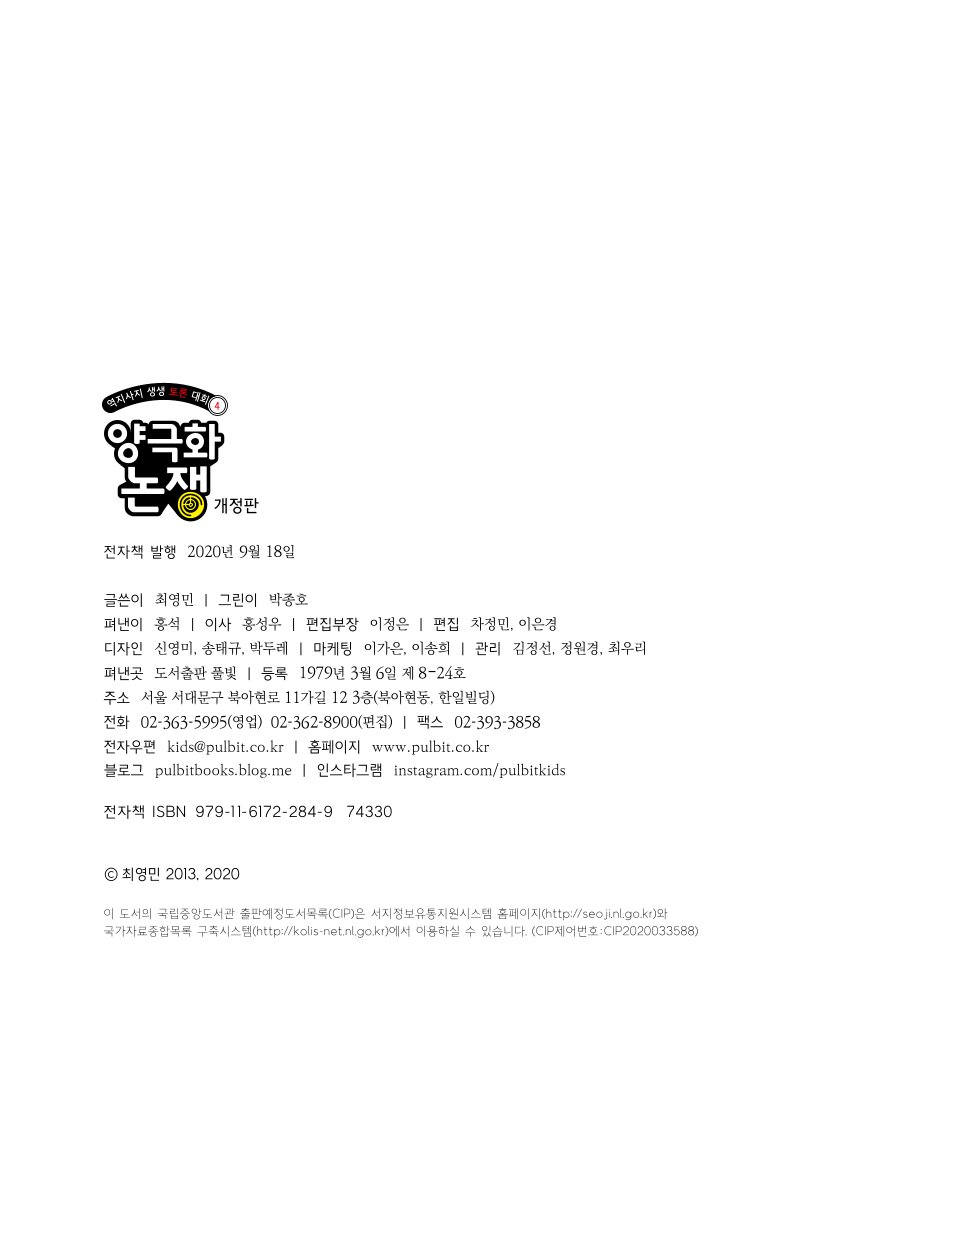 역지사지 생생 토론 대회 4
양극화
논쟁
개정판
전자책 발행 2020년 9월 18일
글쓴이 최영민 | 그린이 박종호
펴낸이 홍석 | 이사 홍성우 | 편집부장 이정은 | 편집 차정민, 이은경
디자인 신영미, 송태규, 박두레 | 마케팅 이가은, 이송희 | 관리 김정선, 정원경, 최우리
펴낸곳 도서출판 풀빛 | 등록 1979년 3월 6일 제 8-24호
주소 서울 서대문구 북아현로 11가길 12 3층(북아현동, 한일빌딩)
전화 02-363-5995(영업) 02-362-8900(편집) | 팩스 02-393-3858
전자우편 kids@pulbit.co.kr | 홈페이지 www.pulbit.co.kr
블로그 pulbitbooks.blog.me | 인스타그램 instagram.com/pulbitkids
전자책 ISBN 979-11-6172-284-9 74330
ⓒ 최영민 2013, 2020
이 도서의 국립중앙도서관 출판예정도서목록(CIP)은 서지정보유통지원시스템 홈페이지(http://seoji.nl.go.kr)와
국가자료종합목록 구축시스템(http://kolis-net.nl.go.kr)에서 이용하실 수 있습니다. (CIP제어번호:CIP2020033588)